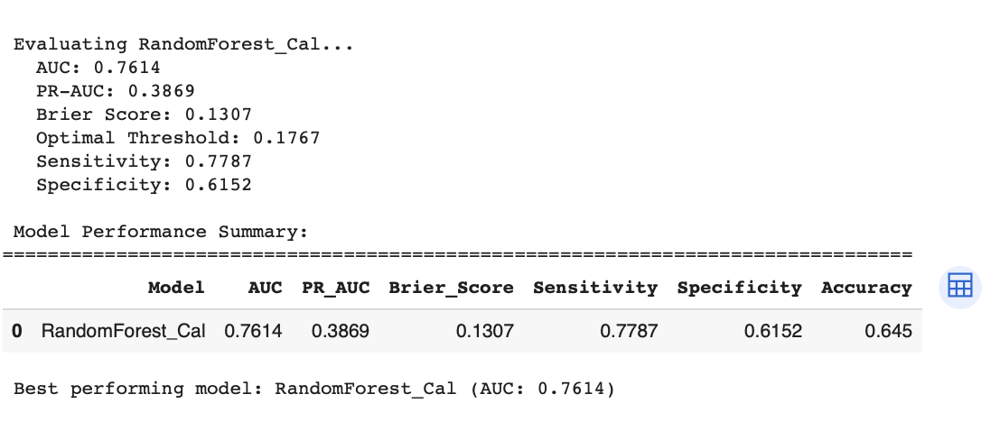 Evaluating RandomForest_Cal...
AUC: 0.7614
PR-AUC: 0.3869
Brier Score: 0.1307
Optimal Threshold: 0.1767
Sensitivity: 0.7787
Specificity: 0.6152
Model Performance Summary:
================================================================================
Model AUC PR_AUC Brier_Score Sensitivity Specificity Accuracy
0 RandomForest_Cal 0.7614 0.3869 0.1307 0.7787 0.6152 0.645
Best performing model: RandomForest_Cal (AUC: 0.7614)